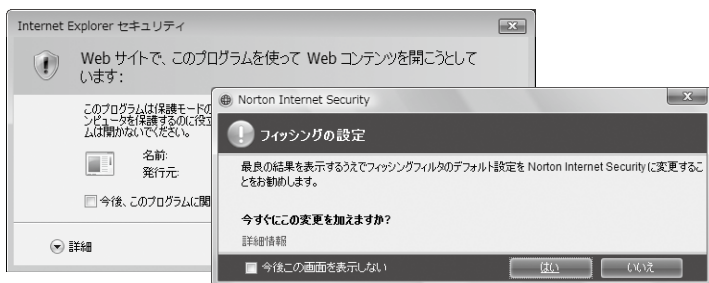 Internet Explorer セキュリティ
Web サイトで、このプログラムを使って Web コンテンツを開こうとして
います:
このプログラムは保護モードの
ンピュータを保護するのに役立
ムは開かないでください。
名前:
発行元:
今後、このプログラムに関
詳細
Norton Internet Security
フィッシングの設定
最良の結果を表示するうえでフィッシングフィルタのデフォルト設定を Norton Internet Security に変更するこ
とをお勧めします。
今すぐにこの変更を加えますか?
詳細情報
今後この画面を表示しない
はい
いいえ